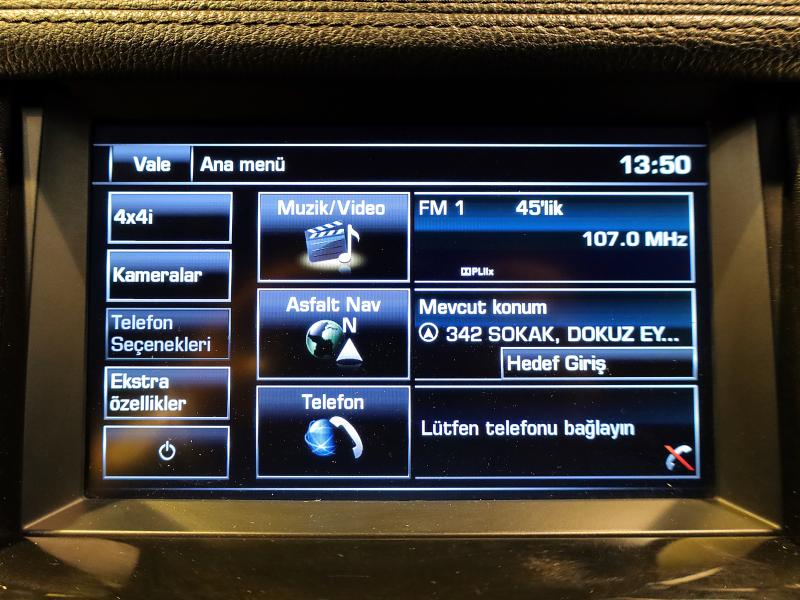 Vale
Ana menü
13:50
4x4i
Kameralar
Telefon
Seçenekleri
Ekstra
özellikler
Muzik/Video
Asfalt Nav
N
Telefon
FM 1
45'lik
107.0 MHz
PLIIx
Mevcut konum
342 SOKAK, DOKUZ EY...
Hedef Giriş
Lütfen telefonu bağlayın